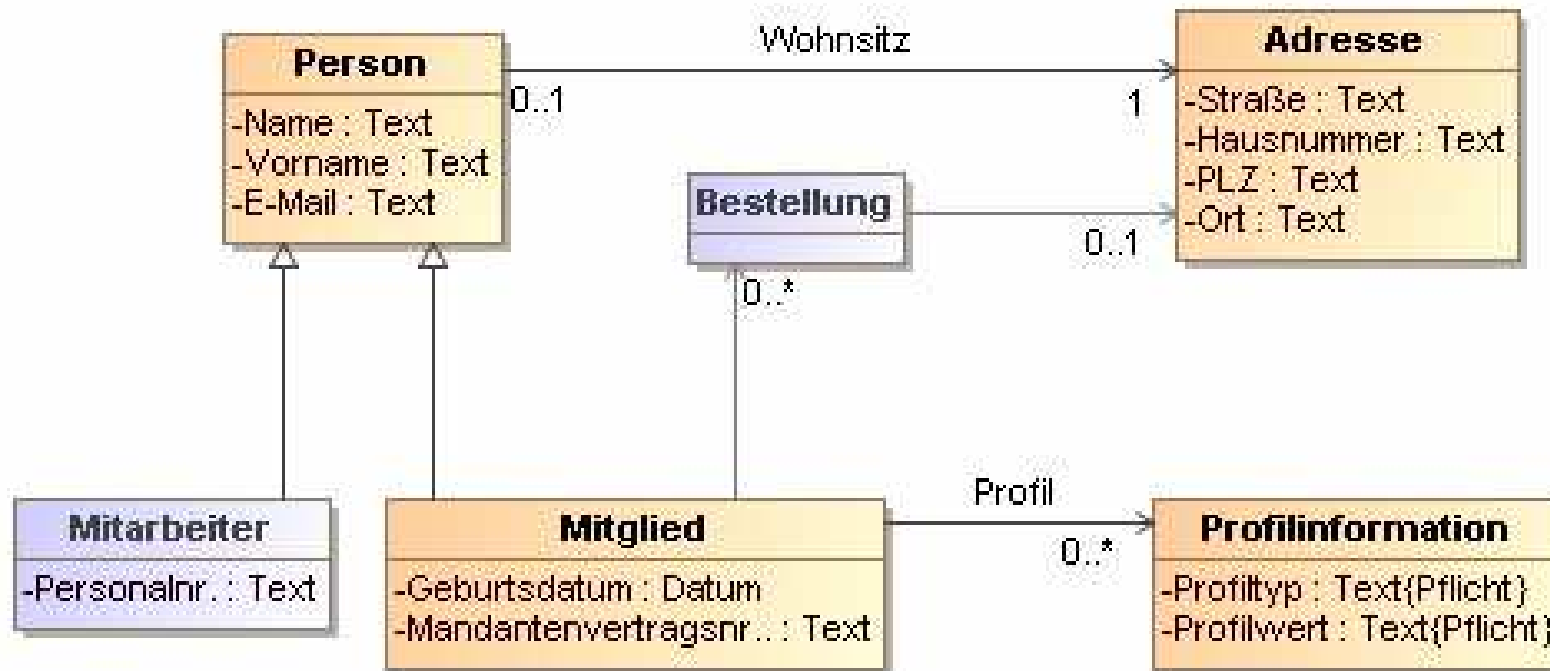 Person
-Name : Text
-Vorname : Text
-E-Mail : Text
Wohnsitz
0..1
1
Adresse
-Straße : Text
-Hausnummer : Text
-PLZ : Text
-Ort : Text
Bestellung
0..1
0..*
Mitarbeiter
-Personalnr. : Text
Mitglied
-Geburtsdatum : Datum
-Mandantenvertragsnr.. : Text
Profil
0..*
Profilinformation
-Profiltyp : Text{Pflicht}
-Profilwert : Text{Pflicht}